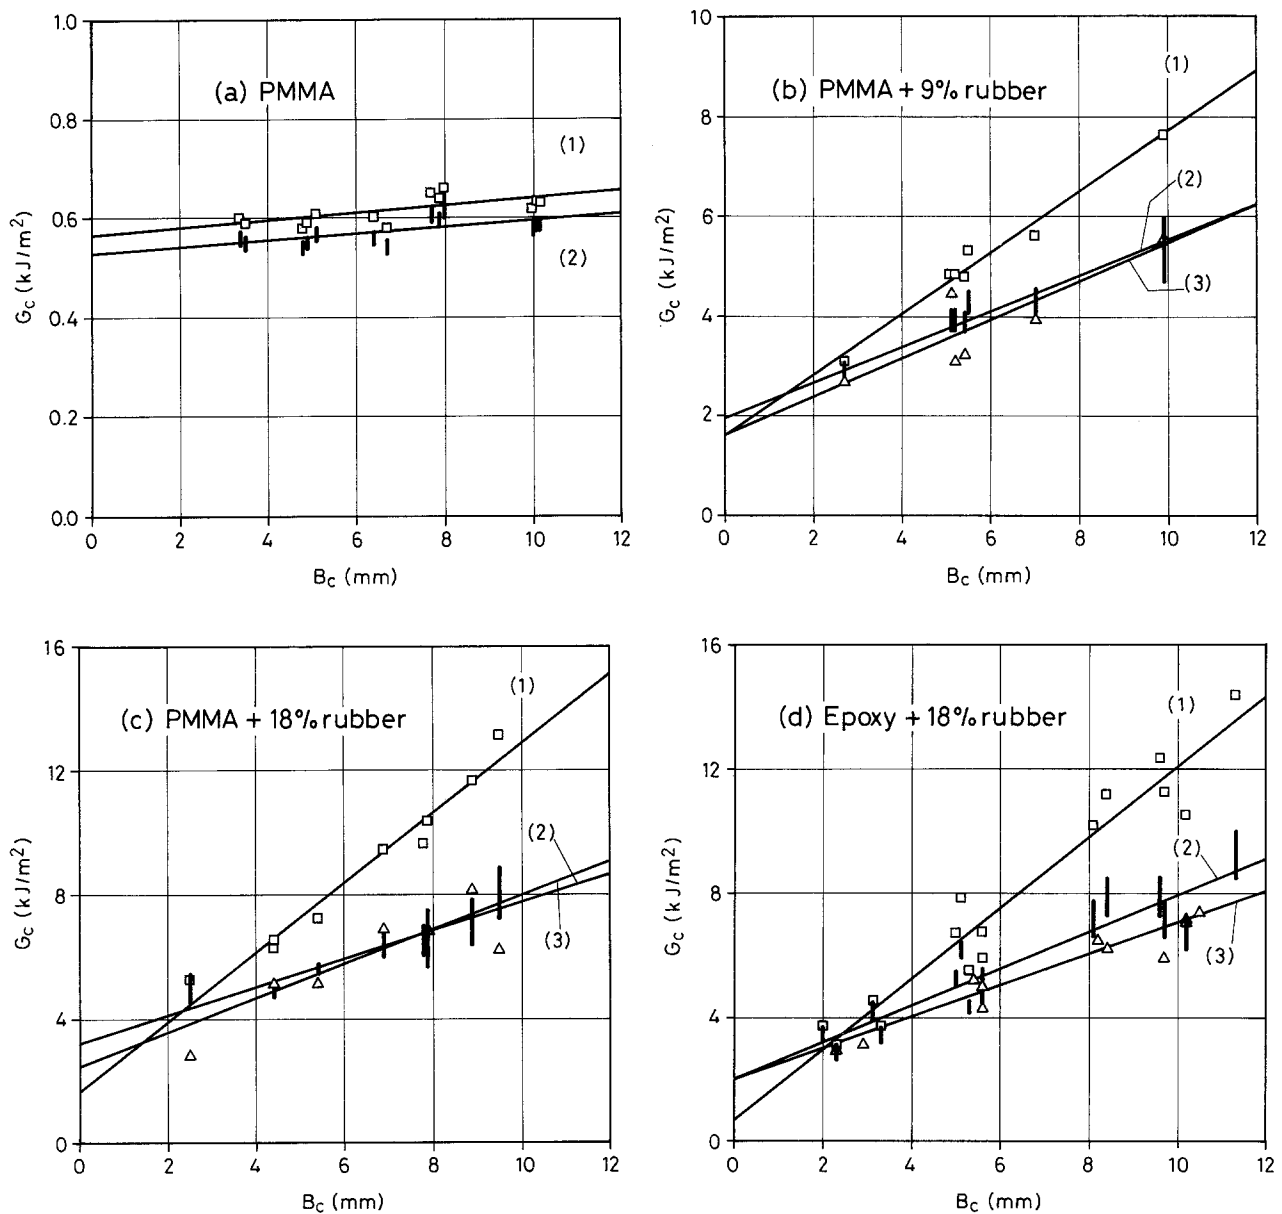 1.0
0.8
0.6
0.4
0.2
0.0
G_c (kJ/m²)
(a) PMMA
(1)
(2)
0 2 4 6 8 10 12
B_c (mm)
10
8
6
4
2
0
G_c (kJ/m²)
(b) PMMA + 9% rubber
(1)
(2)
(3)
0 2 4 6 8 10 12
B_c (mm)
16
12
8
4
0
G_c (kJ/m²)
(c) PMMA + 18% rubber
(1)
(2)
(3)
0 2 4 6 8 10 12
B_c (mm)
16
12
8
4
0
G_c (kJ/m²)
(d) Epoxy + 18% rubber
(1)
(2)
(3)
0 2 4 6 8 10 12
B_c (mm)